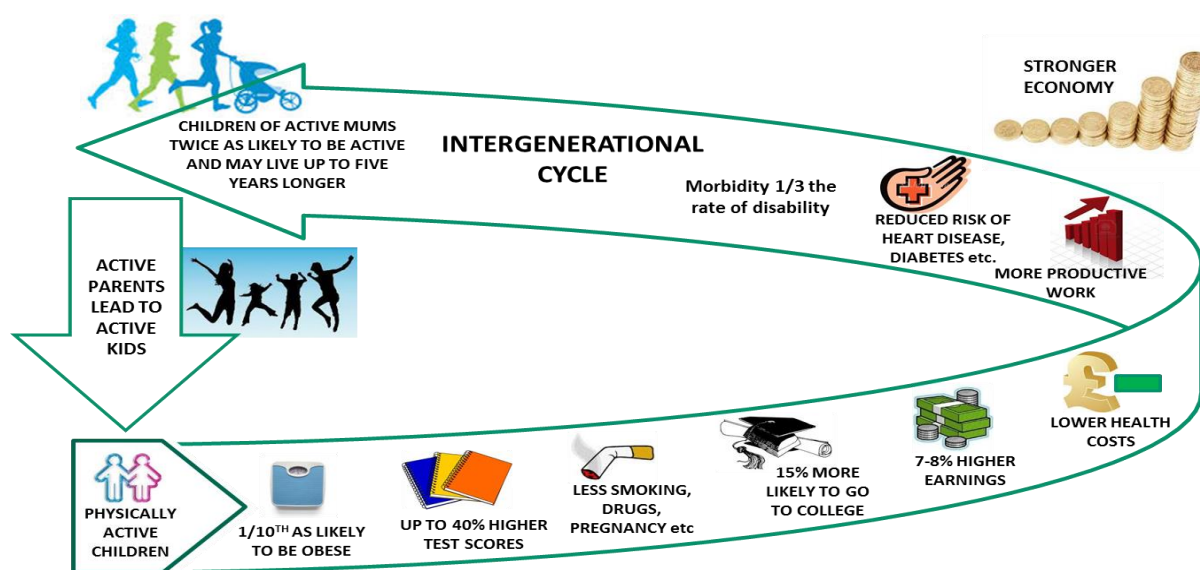 STRONGER
ECONOMY
CHILDREN OF ACTIVE MUMS
TWICE AS LIKELY TO BE ACTIVE
AND MAY LIVE UP TO FIVE
YEARS LONGER
INTERGENERATIONAL
CYCLE
Morbidity 1/3 the
rate of disability
REDUCED RISK OF
HEART DISEASE,
DIABETES etc.
MORE PRODUCTIVE
WORK
ACTIVE
PARENTS
LEAD TO
ACTIVE
KIDS
PHYSICALLY
ACTIVE
CHILDREN
1/10TH AS LIKELY
TO BE OBESE
UP TO 40% HIGHER
TEST SCORES
LESS SMOKING,
DRUGS,
PREGNANCY etc
15% MORE
LIKELY TO GO
TO COLLEGE
7-8% HIGHER
EARNINGS
£
LOWER HEALTH
COSTS